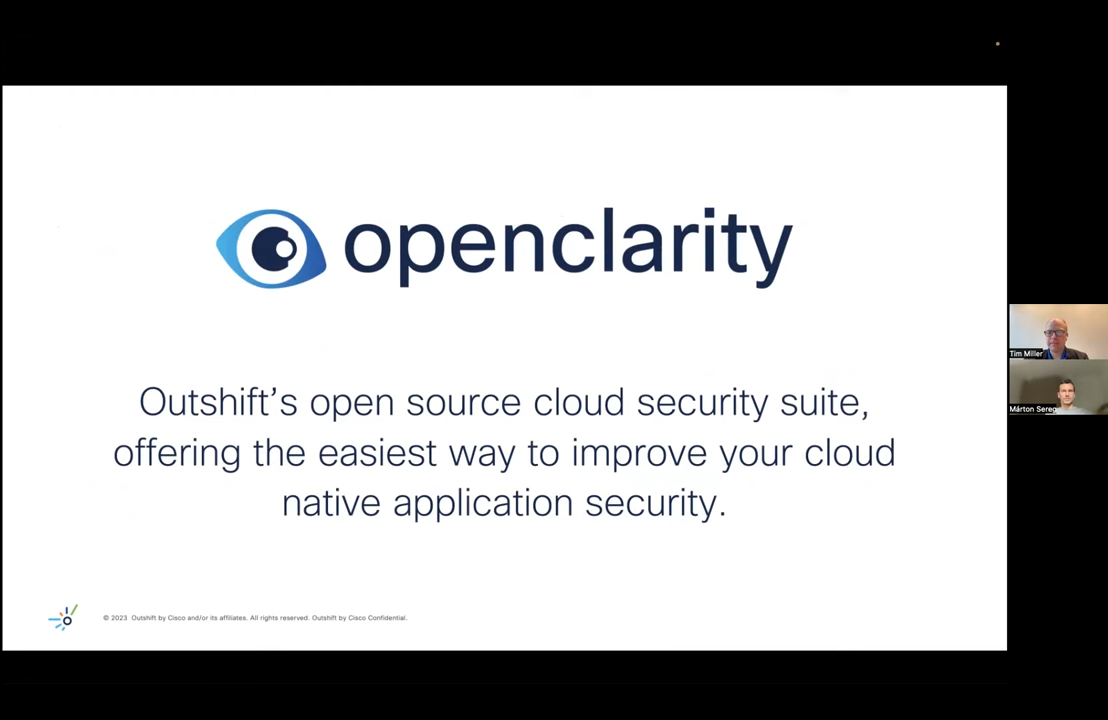 openclarity
Outshift's open source cloud security suite,
offering the easiest way to improve your cloud
native application security.
© 2023 Outshift by Cisco and/or its affiliates. All rights reserved. Outshift by Cisco Confidential.
Tim Miller
Márton Sereg